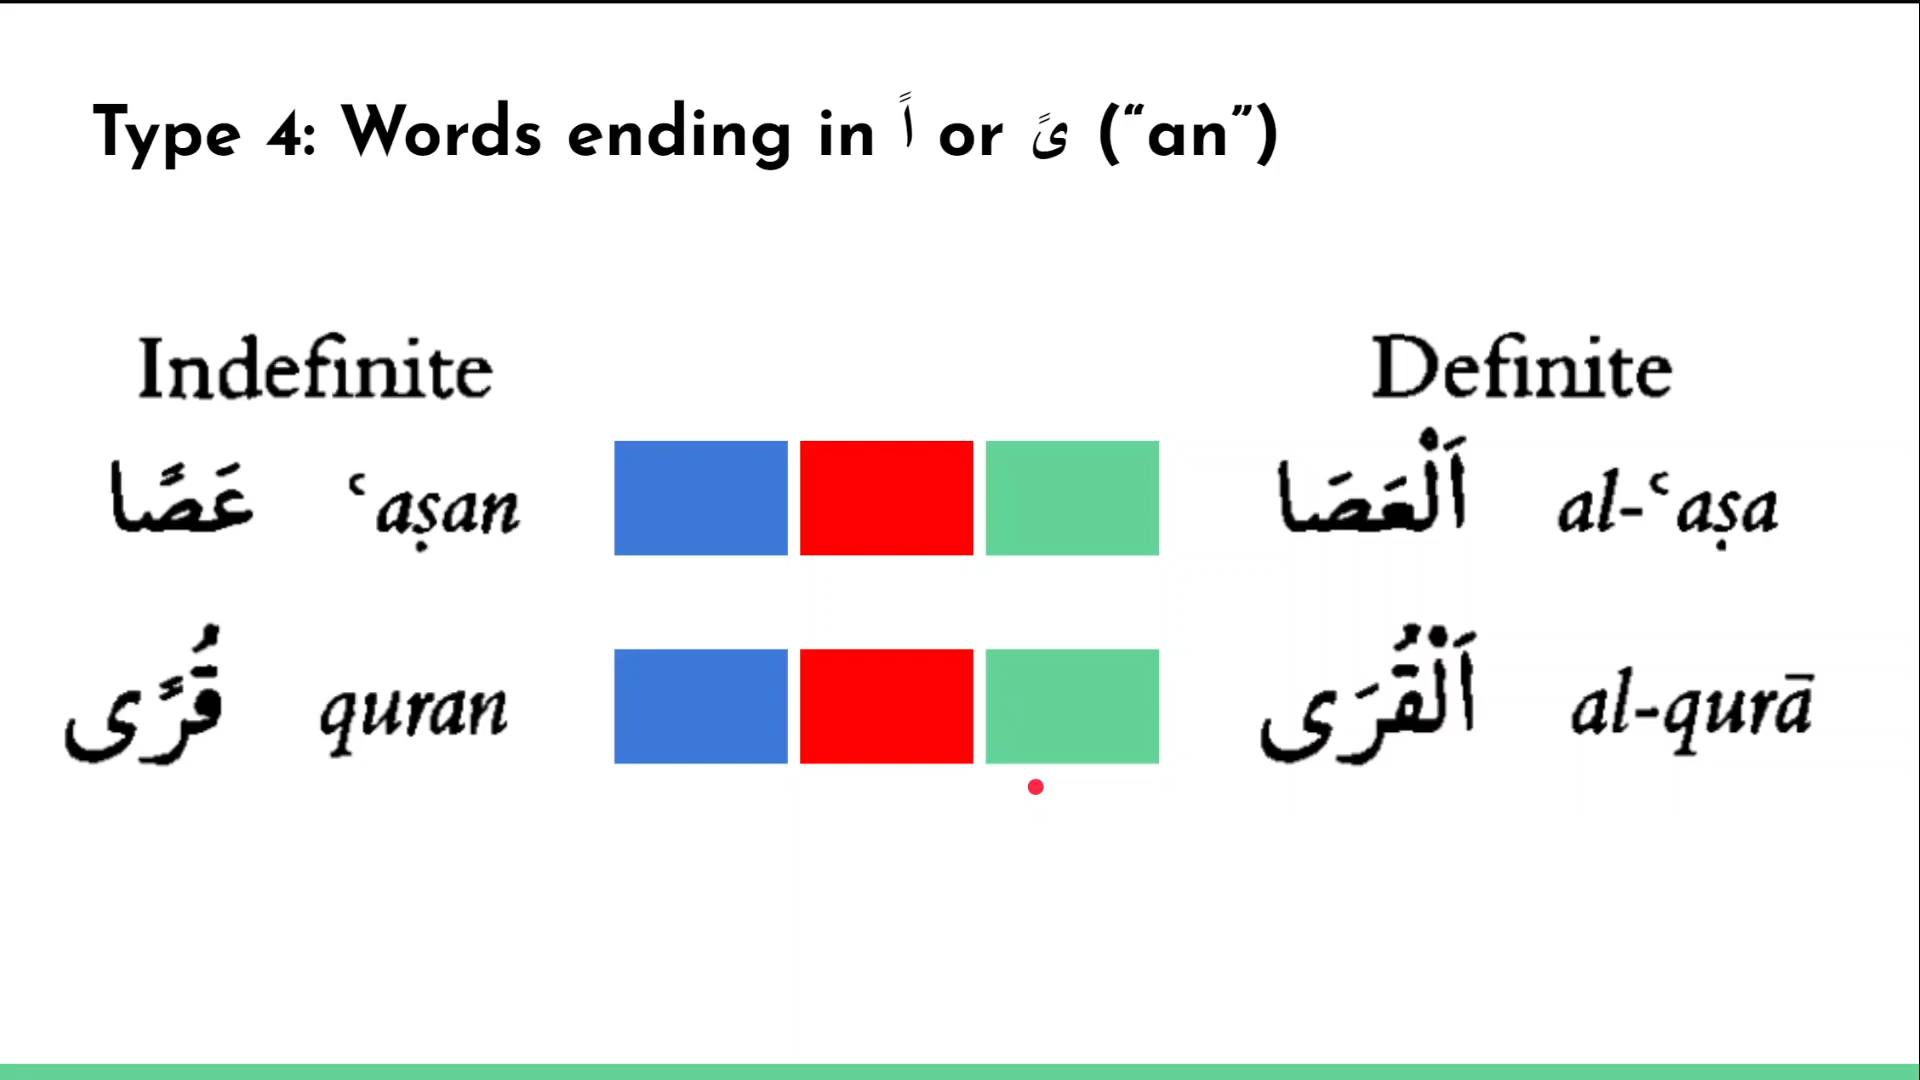 Type 4: Words ending in اً or ىً (“an”)
Indefinite
Definite
عَصًا ʿaṣan
اَلْعَصَا al-ʿaṣa
قُرًى quran
اَلْقُرَى al-qurā